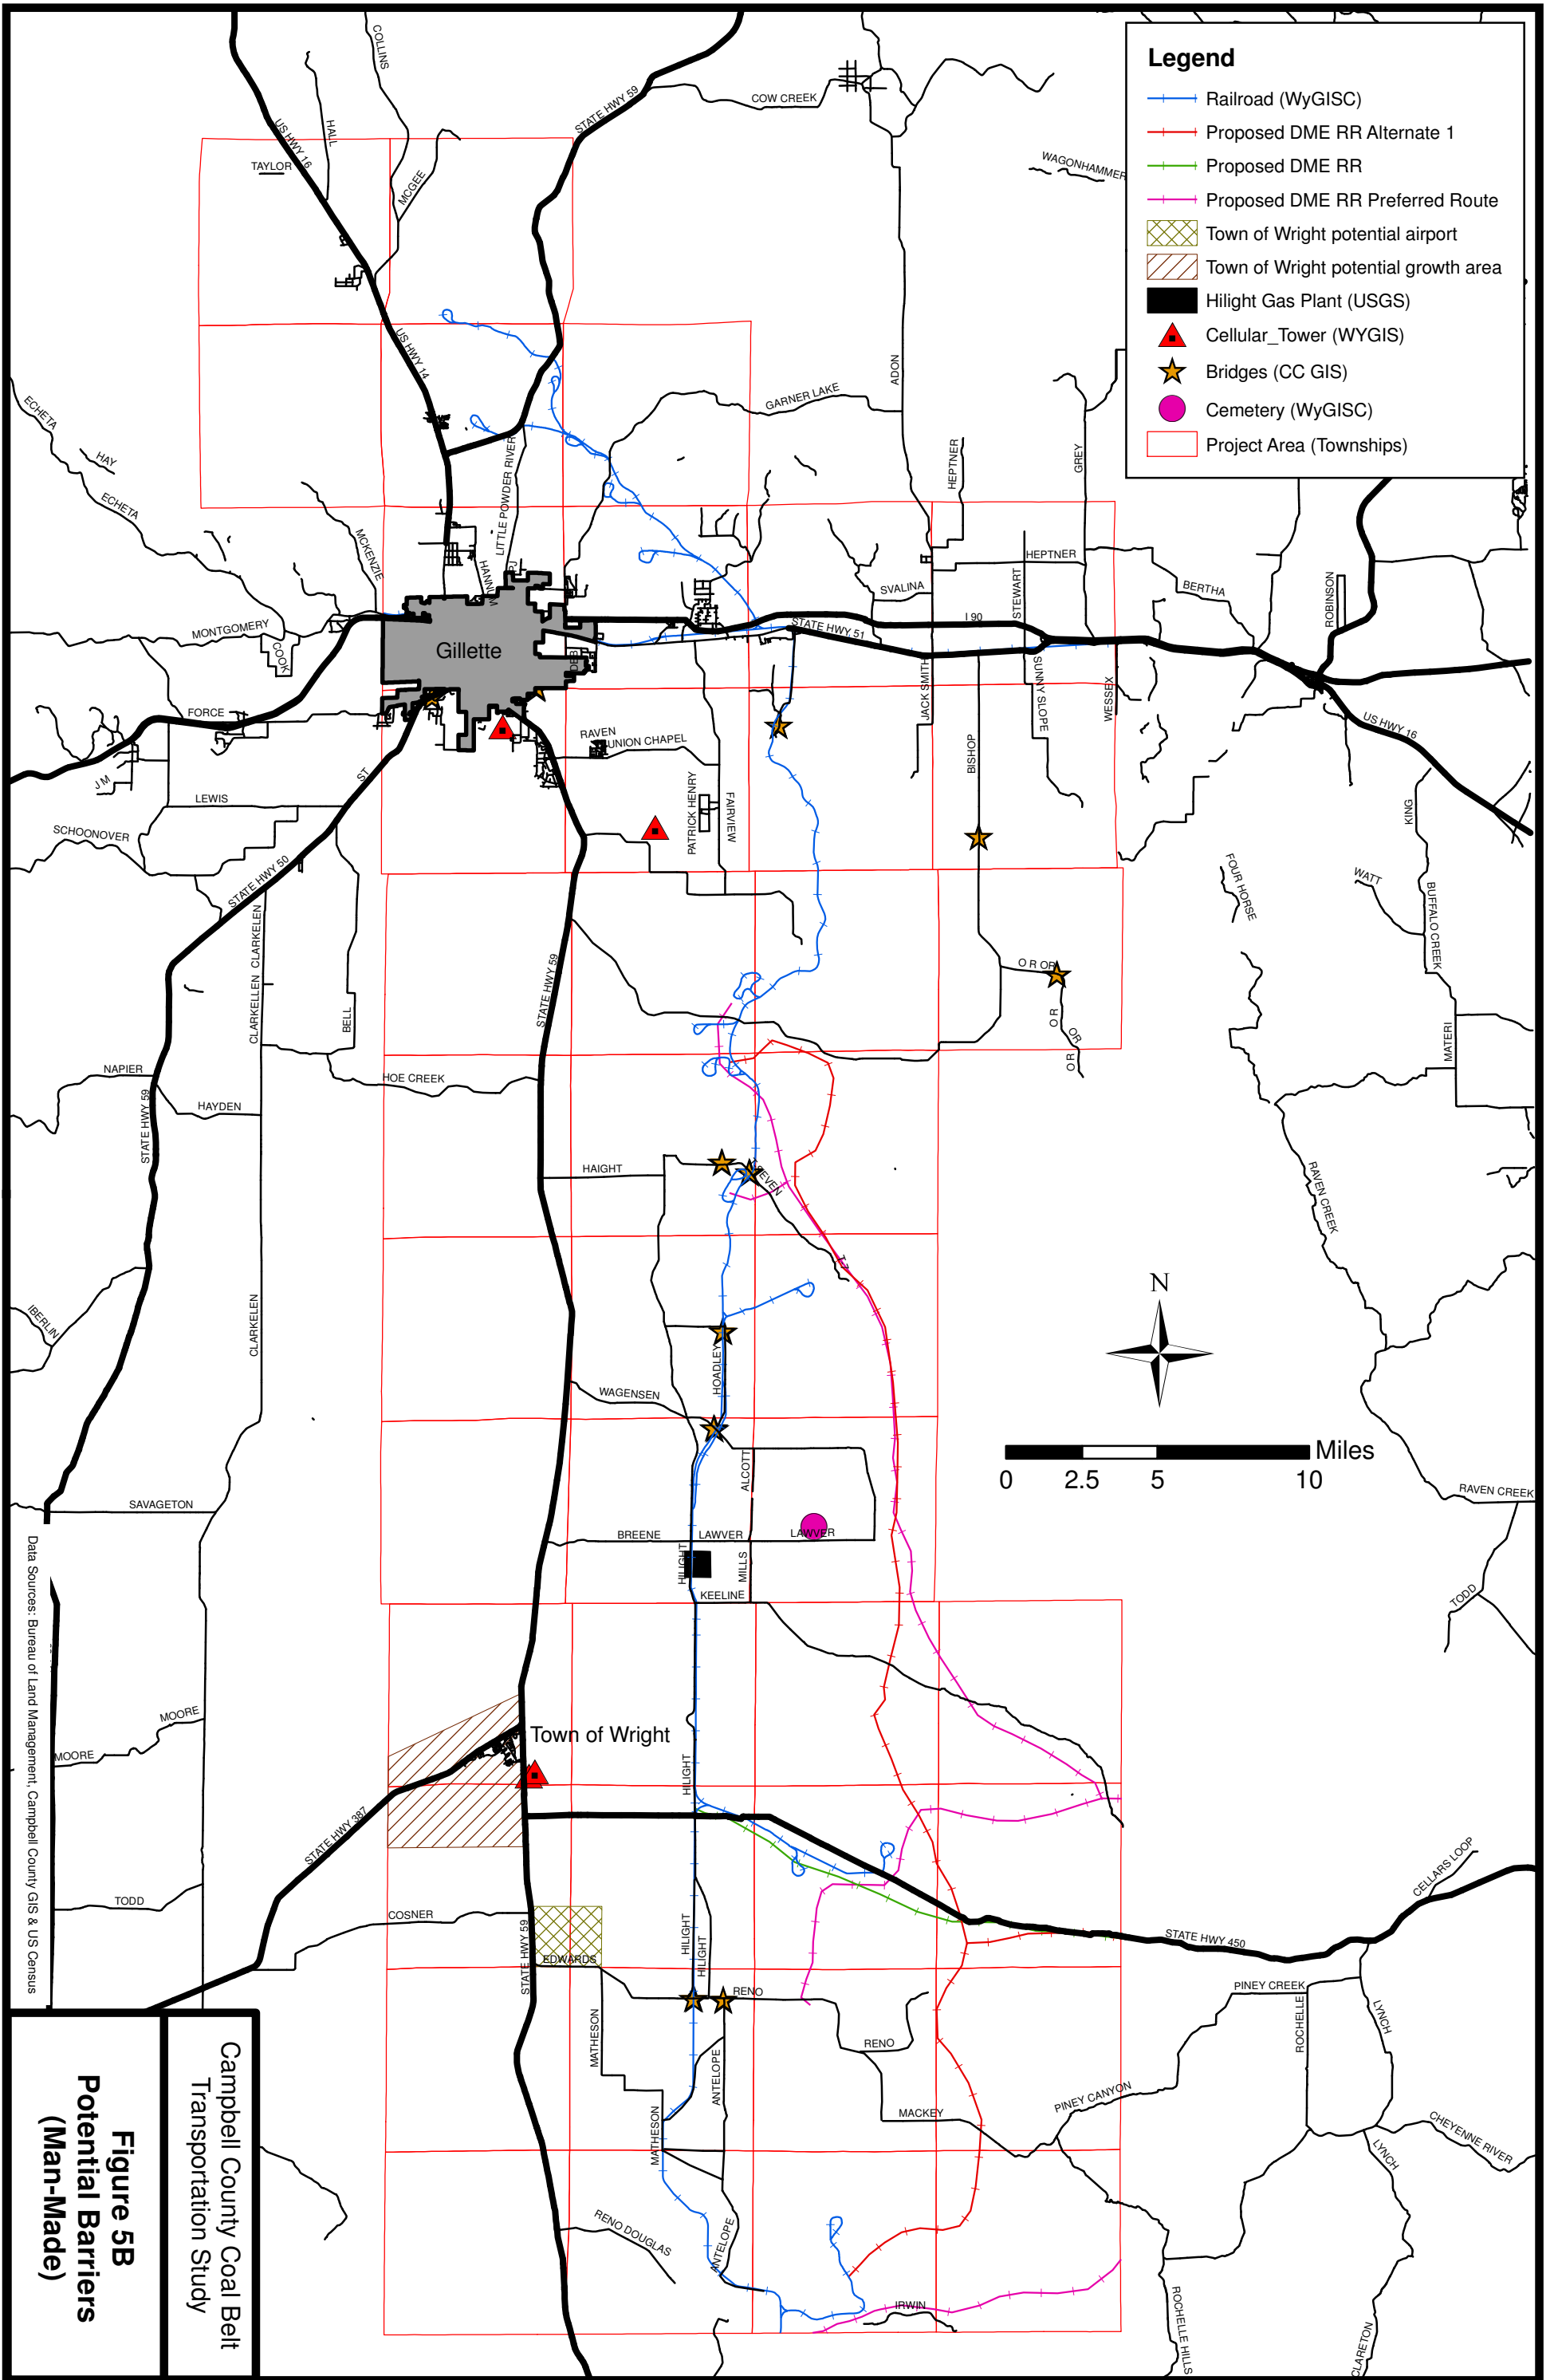 Legend
Railroad (WyGISC)
Proposed DME RR Alternate 1
Proposed DME RR
Proposed DME RR Preferred Route
Town of Wright potential airport
Town of Wright potential growth area
Hilight Gas Plant (USGS)
Cellular_Tower (WYGIS)
Bridges (CC GIS)
Cemetery (WyGISC)
Project Area (Townships)
COLLINS
HALL
US HWY 16
TAYLOR
MCGEE
STATE HWY 59
COW CREEK
WAGONHAMMER
US HWY 14
ADON
GARNER LAKE
ECHETA
HAY
ECHETA
LITTLE POWDER RIVER
HEPTNER
GREY
MCKENZIE
HANNUM
HEPTNER
SVALINA
STEWART
BERTHA
ROBINSON
MONTGOMERY
COOK
Gillette
I 90
STATE HWY 51
JACK SMITH
SUNNY SLOPE
WESSEX
FORCE
RAVEN
UNION CHAPEL
BISHOP
US HWY 16
J M
ST
LEWIS
PATRICK HENRY
FAIRVIEW
KING
SCHOONOVER
STATE HWY 50
FOUR HORSE
WATT
BUFFALO CREEK
CLARKELLEN CLARKELEN
BELL
STATE HWY 59
O R OR
O R
OR
O R
MATERI
NAPIER
HOE CREEK
HAYDEN
STATE HWY 59
HAIGHT
T-7
RAVEN CREEK
IBERLIN
CLARKELEN
N
HOADLEY
WAGENSEN
Miles
0
2.5
5
10
ALCOTT
RAVEN CREEK
SAVAGETON
BREENE
LAWVER
LAWVER
HILIGHT
MILLS
KEELINE
TODD
MOORE
MOORE
Town of Wright
HILIGHT
STATE HWY 387
TODD
COSNER
CELLARS LOOP
STATE HWY 450
STATE HWY 59
HILIGHT
HILIGHT
EDWARDS
RENO
PINEY CREEK
ROCHELLE
LYNCH
MATHESON
RENO
ANTELOPE
PINEY CANYON
MACKEY
CHEYENNE RIVER
MATHESON
LYNCH
RENO DOUGLAS
ANTELOPE
IRWIN
ROCHELLE HILLS
CLARETON
Data Sources: Bureau of Land Management, Campbell County GIS & US Census
Campbell County Coal Belt
Transportation Study
Figure 5B
Potential Barriers
(Man-Made)